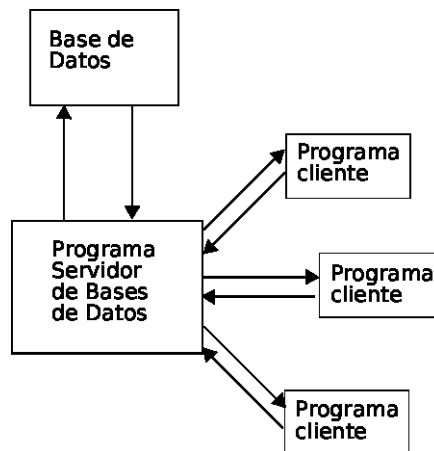 Base de
Datos
Programa
cliente
Programa
Servidor
de Bases
de Datos
Programa
cliente
Programa
cliente